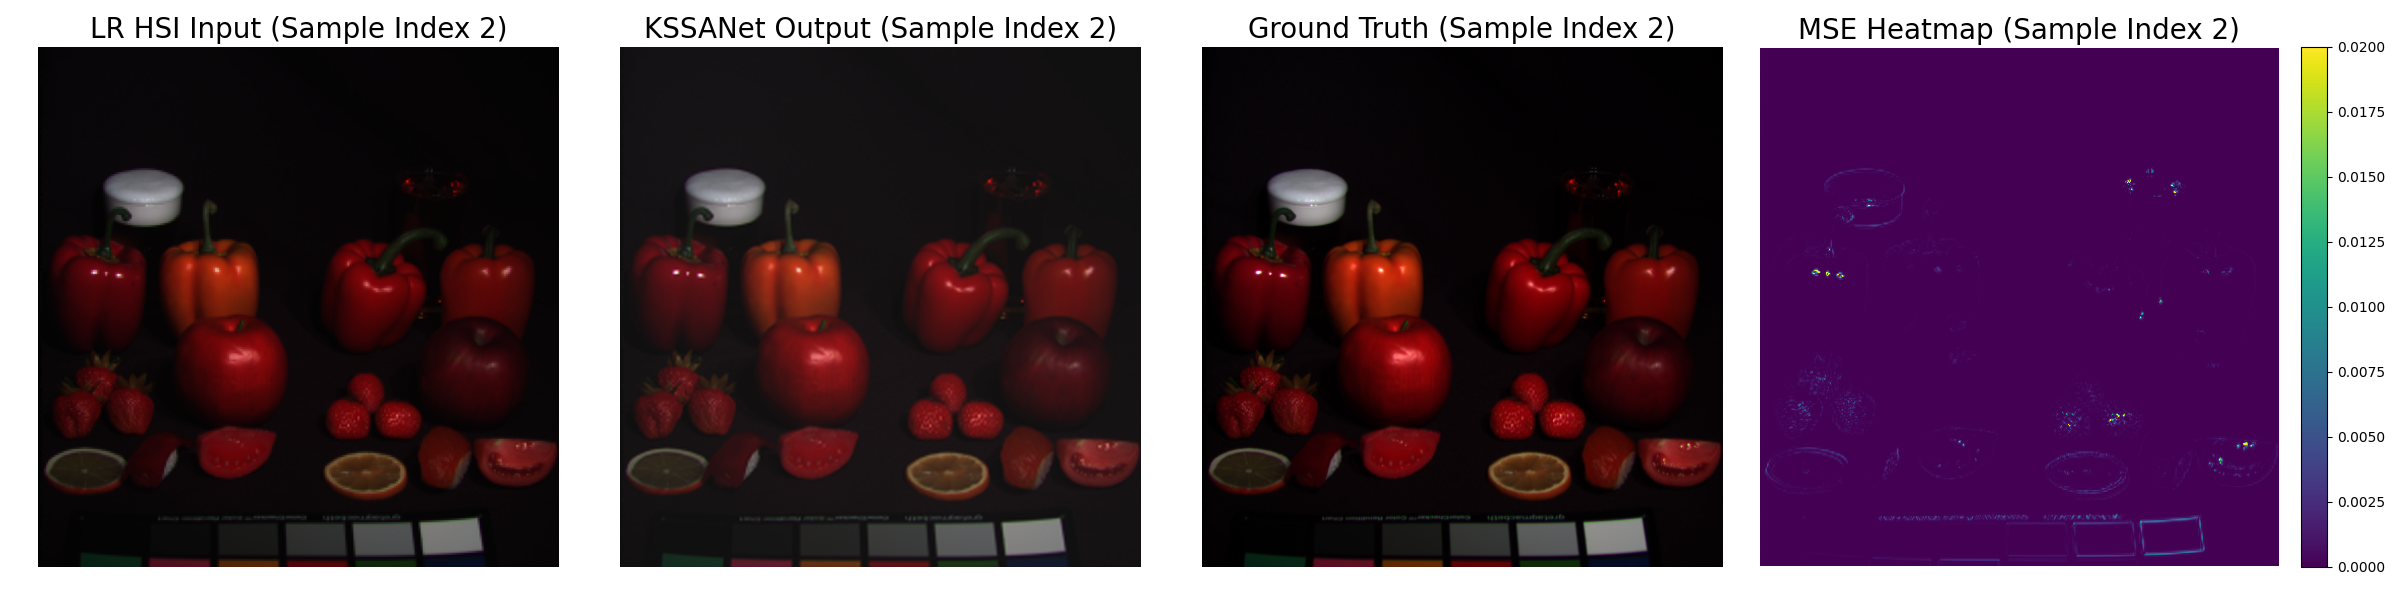 LR HSI Input (Sample Index 2)
KSSANet Output (Sample Index 2)
Ground Truth (Sample Index 2)
MSE Heatmap (Sample Index 2)
0.0200
0.0175
0.0150
0.0125
0.0100
0.0075
0.0050
0.0025
0.0000